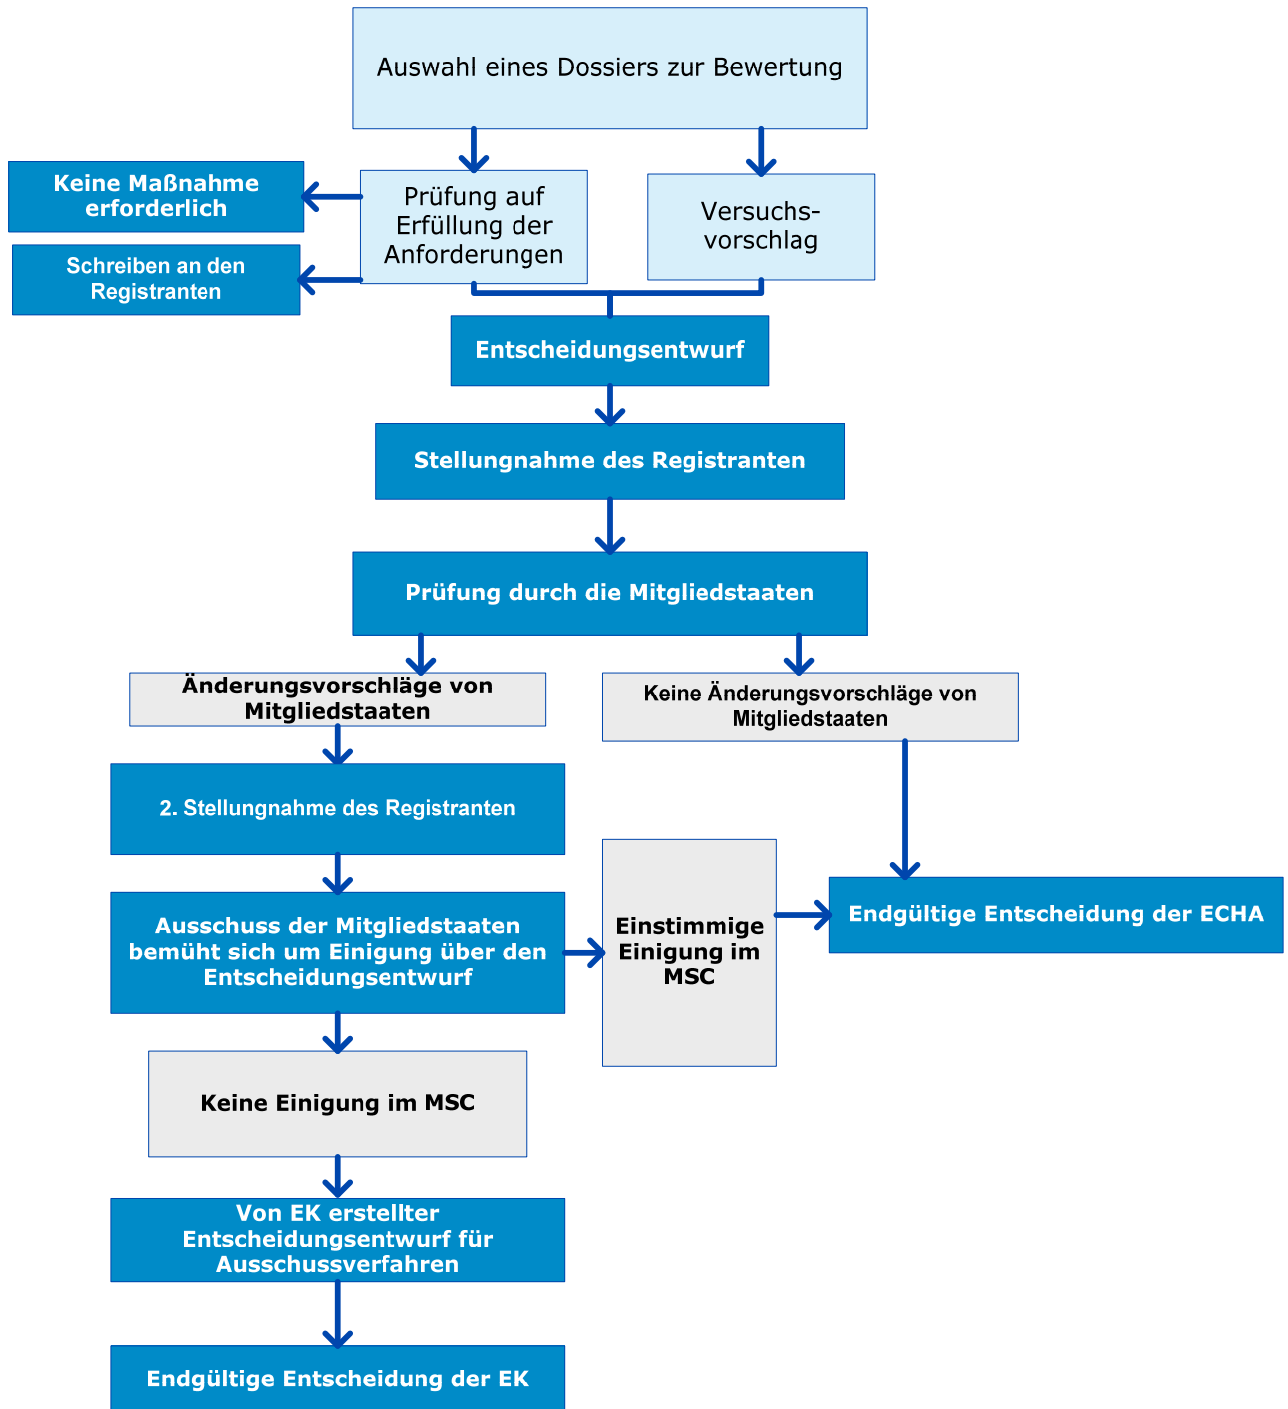 Auswahl eines Dossiers zur Bewertung
Keine Maßnahme
erforderlich
Prüfung auf
Erfüllung der
Anforderungen
Versuchs-
vorschlag
Schreiben an den
Registranten
Entscheidungsentwurf
Stellungnahme des Registranten
Prüfung durch die Mitgliedstaaten
Änderungsvorschläge von
Mitgliedstaaten
Keine Änderungsvorschläge von
Mitgliedstaaten
2. Stellungnahme des Registranten
Ausschuss der Mitgliedstaaten
bemüht sich um Einigung über den
Entscheidungsentwurf
Einstimmige
Einigung im
MSC
Endgültige Entscheidung der ECHA
Keine Einigung im MSC
Von EK erstellter
Entscheidungsentwurf für
Ausschussverfahren
Endgültige Entscheidung der EK